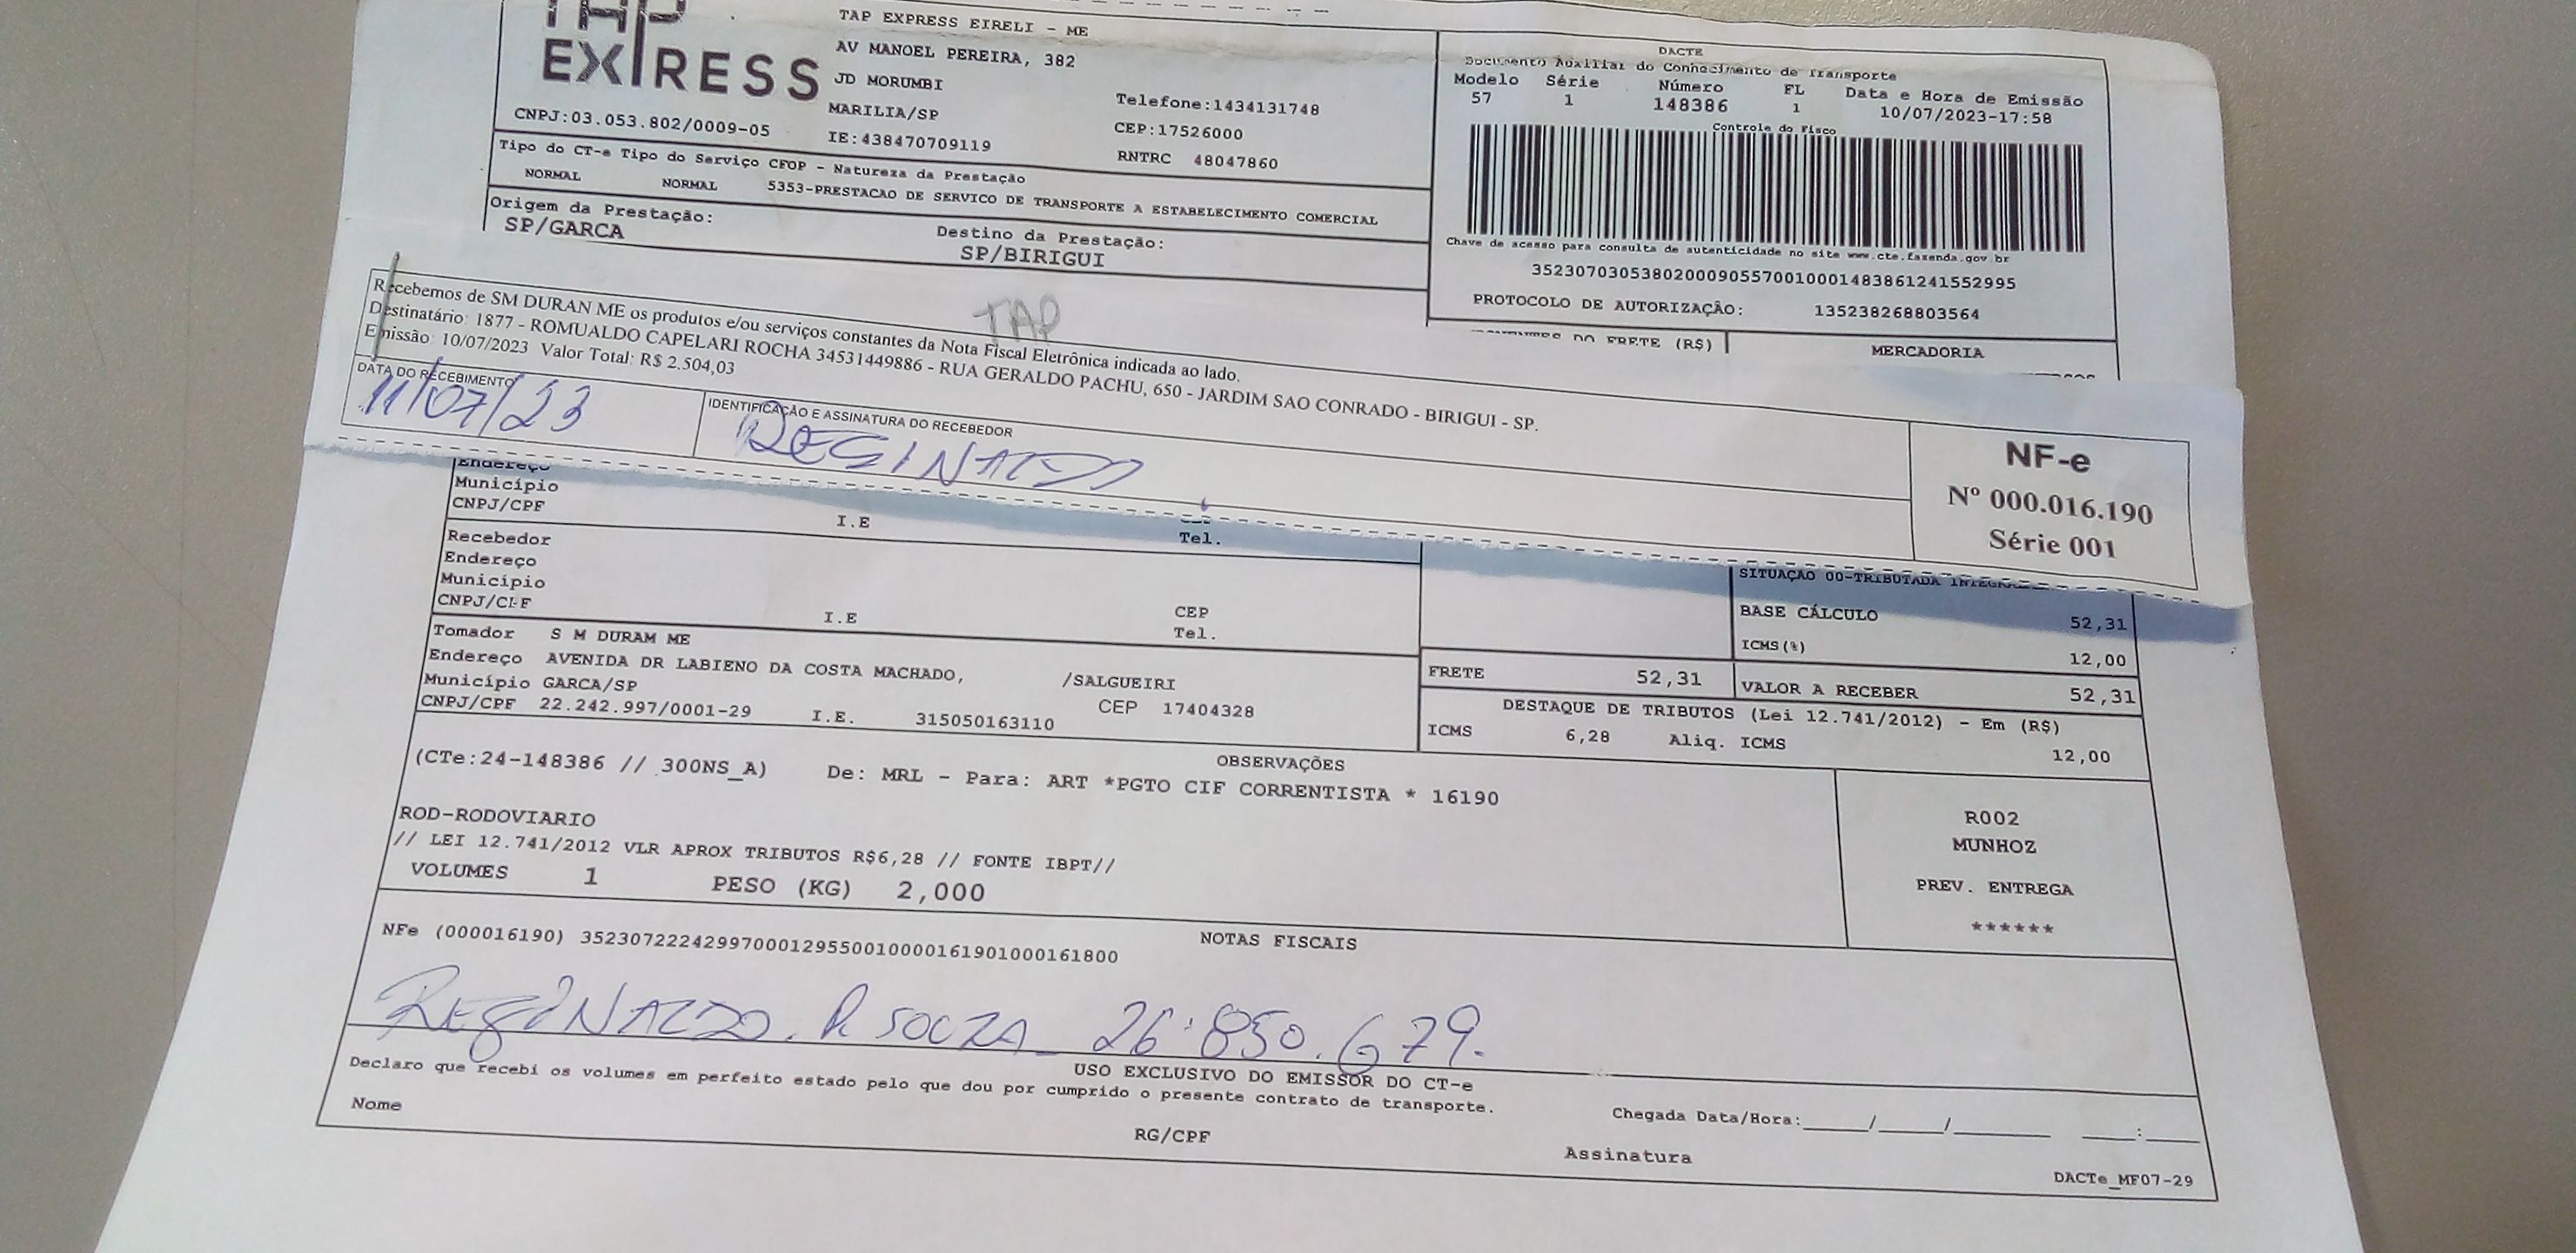 TAP
EXPRESS
CNPJ:03.053.802/0009-05
TAP EXPRESS EIRELI - ME
AV MANOEL PEREIRA, 382
JD MORUMBI
MARILIA/SP
IE:438470709119
Telefone:1434131748
CEP:17526000
RNTRC 48047860
DACTE
Documento Auxiliar do Conhecimento de Transporte
Modelo Série Número FL Data e Hora de Emissão
57 1 148386 1 10/07/2023-17:58
Controle do Fisco
Chave de acesso para consulta de autenticidade no site www.cte.fazenda.gov.br
35230703053802000905570010001483861241552995
PROTOCOLO DE AUTORIZAÇÃO: 135238268803564
Tipo do CT-e Tipo do Serviço CFOP - Natureza da Prestação
NORMAL NORMAL 5353-PRESTACAO DE SERVICO DE TRANSPORTE A ESTABELECIMENTO COMERCIAL
Origem da Prestação: Destino da Prestação:
SP/GARCA SP/BIRIGUI
DO FRETE (R$) MERCADORIA
TAP
Recebemos de SM DURAN ME os produtos e/ou serviços constantes da Nota Fiscal Eletrônica indicada ao lado.
Destinatário: 1877 - ROMUALDO CAPELARI ROCHA 34531449886 - RUA GERALDO PACHU, 650 - JARDIM SAO CONRADO - BIRIGUI - SP.
Emissão: 10/07/2023 Valor Total: R$ 2.504,03
DATA DO RECEBIMENTO
11/07/23
IDENTIFICAÇÃO E ASSINATURA DO RECEBEDOR
REGINALDO
NF-e
Nº 000.016.190
Série 001
Endereço
Município
CNPJ/CPF I.E Tel.
Recebedor
Endereço
Município CEP
CNPJ/CPF I.E Tel.
Tomador S M DURAM ME
Endereço AVENIDA DR LABIENO DA COSTA MACHADO, /SALGUEIRI
Município GARCA/SP CEP 17404328
CNPJ/CPF 22.242.997/0001-29 I.E. 315050163110
SITUAÇÃO 00-TRIBUTADA
BASE CÁLCULO 52,31
ICMS(%) 12,00
FRETE 52,31 VALOR A RECEBER 52,31
DESTAQUE DE TRIBUTOS (Lei 12.741/2012) - Em (R$)
ICMS 6,28 Aliq. ICMS 12,00
OBSERVAÇÕES
(CTe:24-148386 // 300NS_A) De: MRL - Para: ART *PGTO CIF CORRENTISTA * 16190
ROD-RODOVIARIO
// LEI 12.741/2012 VLR APROX TRIBUTOS R$6,28 // FONTE IBPT//
VOLUMES 1 PESO (KG) 2,000
R002
MUNHOZ
PREV. ENTREGA
******
NOTAS FISCAIS
NFe (000016190) 35230722242997000129550010000161901000161800
REGINALDO. R SOUZA - 26.850.679.
USO EXCLUSIVO DO EMISSOR DO CT-e
Declaro que recebi os volumes em perfeito estado pelo que dou por cumprido o presente contrato de transporte.
Chegada Data/Hora:_____/_____/_______ ____:____
Nome RG/CPF Assinatura
DACTe_MF07-29